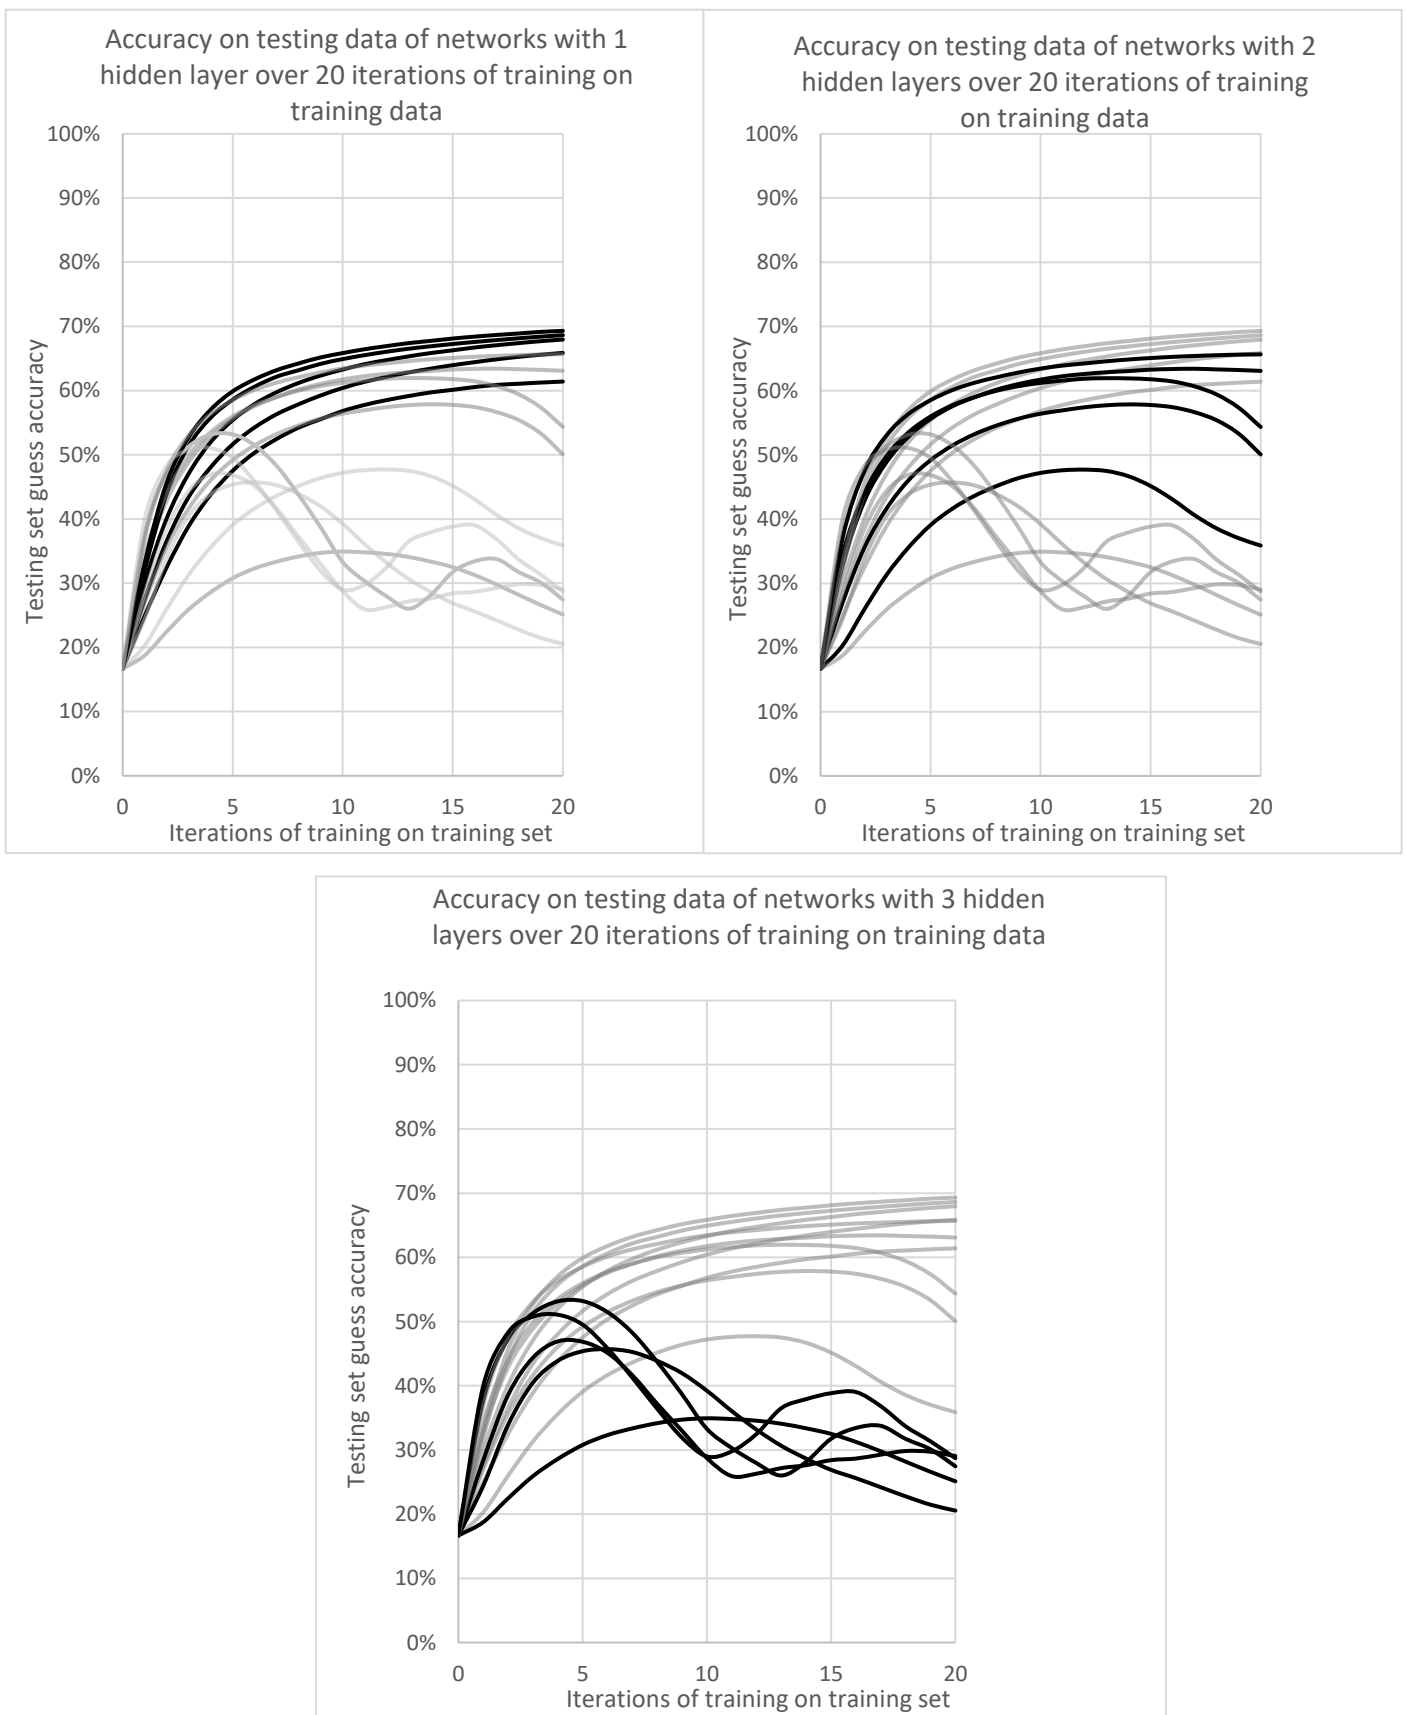 Accuracy on testing data of networks with 1
hidden layer over 20 iterations of training on
training data
100%
90%
80%
70%
60%
50%
40%
30%
20%
10%
0%
Testing set guess accuracy
0 5 10 15 20
Iterations of training on training set
Accuracy on testing data of networks with 2
hidden layers over 20 iterations of training
on training data
100%
90%
80%
70%
60%
50%
40%
30%
20%
10%
0%
Testing set guess accuracy
0 5 10 15 20
Iterations of training on training set
Accuracy on testing data of networks with 3 hidden
layers over 20 iterations of training on training data
100%
90%
80%
70%
60%
50%
40%
30%
20%
10%
0%
Testing set guess accuracy
0 5 10 15 20
Iterations of training on training set